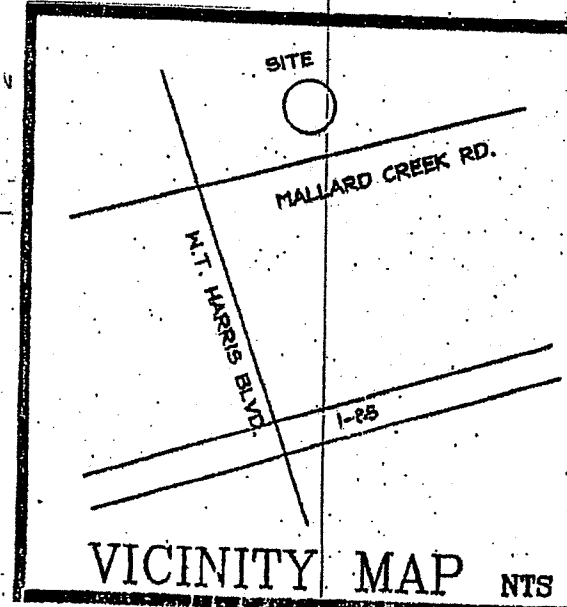 SITE
MALLARD CREEK RD.
W.T. HARRIS BLVD.
I-85
VICINITY MAP NTS